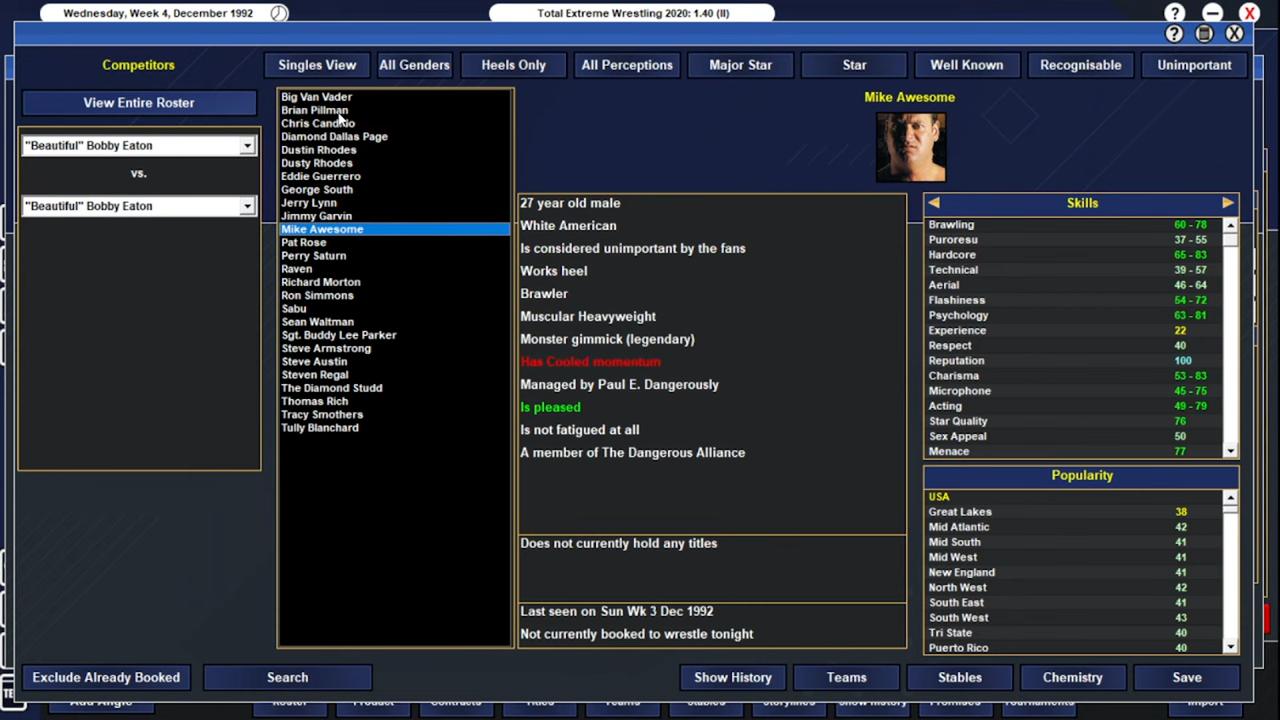 Wednesday, Week 4, December 1992
Total Extreme Wrestling 2020: 1.40 (II)
? X
? X
Competitors
Singles View
All Genders
Heels Only
All Perceptions
Major Star
Star
Well Known
Recognisable
Unimportant
View Entire Roster
"Beautiful" Bobby Eaton
vs.
"Beautiful" Bobby Eaton
Big Van Vader
Brian Pillman
Chris Candido
Diamond Dallas Page
Dustin Rhodes
Dusty Rhodes
Eddie Guerrero
George South
Jerry Lynn
Jimmy Garvin
Mike Awesome
Pat Rose
Perry Saturn
Raven
Richard Morton
Ron Simmons
Sabu
Sean Waltman
Sgt. Buddy Lee Parker
Steve Armstrong
Steve Austin
Steven Regal
The Diamond Studd
Thomas Rich
Tracy Smothers
Tully Blanchard
Mike Awesome
27 year old male
White American
Is considered unimportant by the fans
Works heel
Brawler
Muscular Heavyweight
Monster gimmick (legendary)
Has Cooled momentum
Managed by Paul E. Dangerously
Is pleased
Is not fatigued at all
A member of The Dangerous Alliance
Does not currently hold any titles
Last seen on Sun Wk 3 Dec 1992
Not currently booked to wrestle tonight
Skills
Brawling 60 - 78
Puroresu 37 - 55
Hardcore 65 - 83
Technical 39 - 57
Aerial 46 - 64
Flashiness 54 - 72
Psychology 63 - 81
Experience 22
Respect 40
Reputation 100
Charisma 53 - 83
Microphone 45 - 75
Acting 49 - 79
Star Quality 76
Sex Appeal 50
Menace 77
Popularity
USA
Great Lakes 38
Mid Atlantic 42
Mid South 41
Mid West 41
New England 41
North West 42
South East 41
South West 43
Tri State 40
Puerto Rico 40
Exclude Already Booked
Search
Show History
Teams
Stables
Chemistry
Save